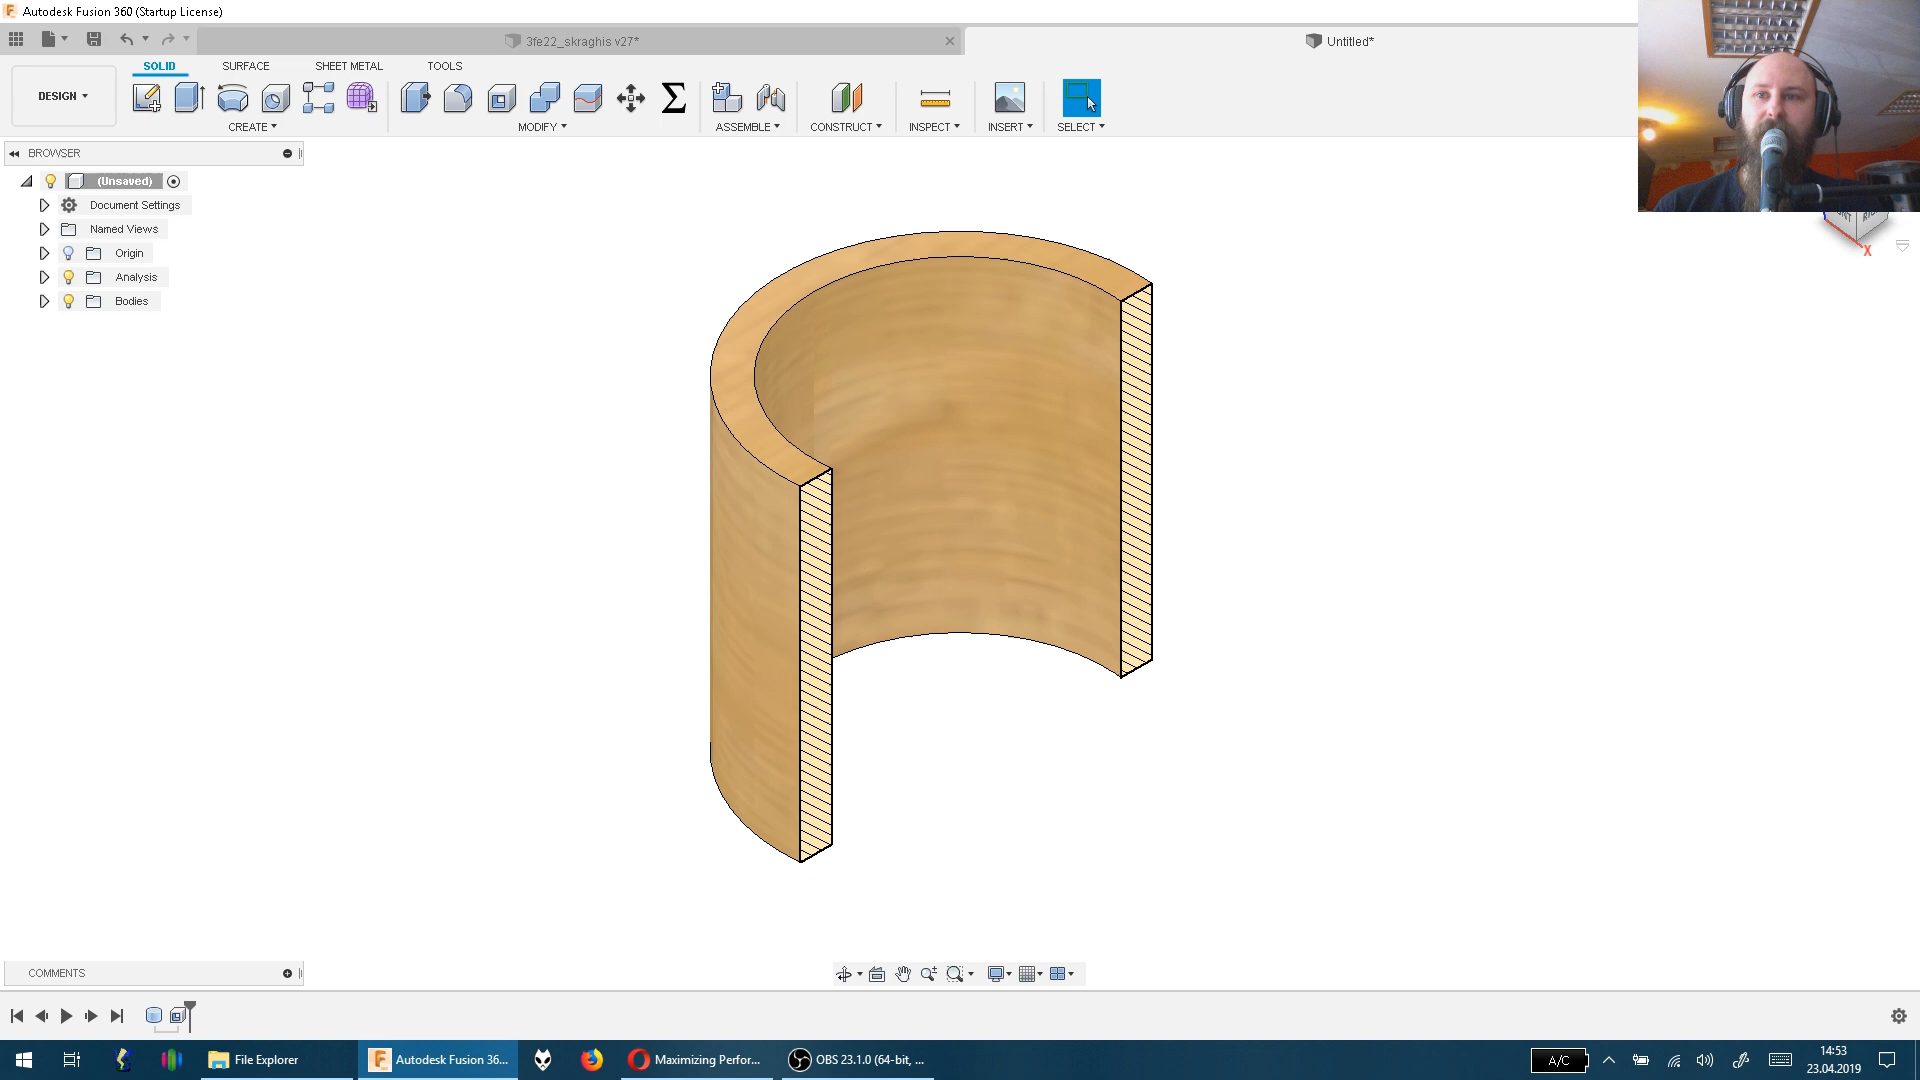 Autodesk Fusion 360 (Startup License)
3fe22_skraghis v27*
Untitled*
SOLID SURFACE SHEET METAL TOOLS
DESIGN
CREATE MODIFY ASSEMBLE CONSTRUCT INSPECT INSERT SELECT
BROWSER
(Unsaved)
Document Settings
Named Views
Origin
Analysis
Bodies
X
COMMENTS
File Explorer
Autodesk Fusion 36...
Maximizing Perfor...
OBS 23.1.0 (64-bit, ...
A/C
14:53
23.04.2019